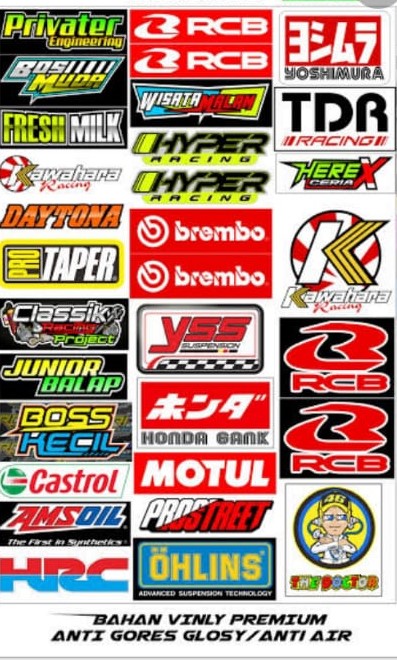 Privater
Engineering
BOSIIIII
MUDA
FRESH MILK
Kawahara
Racing
DAYTONA
PRO
TAPER
Classik
Racing
Project
JUNIOR
BALAP
BOSS
KECIL
Castrol
AMSOIL
The First in Synthetics
HRC
RCB
RCB
WISATA MALAM
HYPER
RACING
HYPER
RACING
brembo
brembo
YSS
SUSPENSION
ホンダ
HONDA GANK
MOTUL
PROSTREET
ÖHLINS
ADVANCED SUSPENSION TECHNOLOGY
ヨシムラ
YOSHIMURA
TDR
RACING
HEREX
CERIA
K
Kawahara
Racing
RCB
RCB
46
THE DOCTOR
BAHAN VINLY PREMIUM
ANTI GORES GLOSY/ANTI AIR